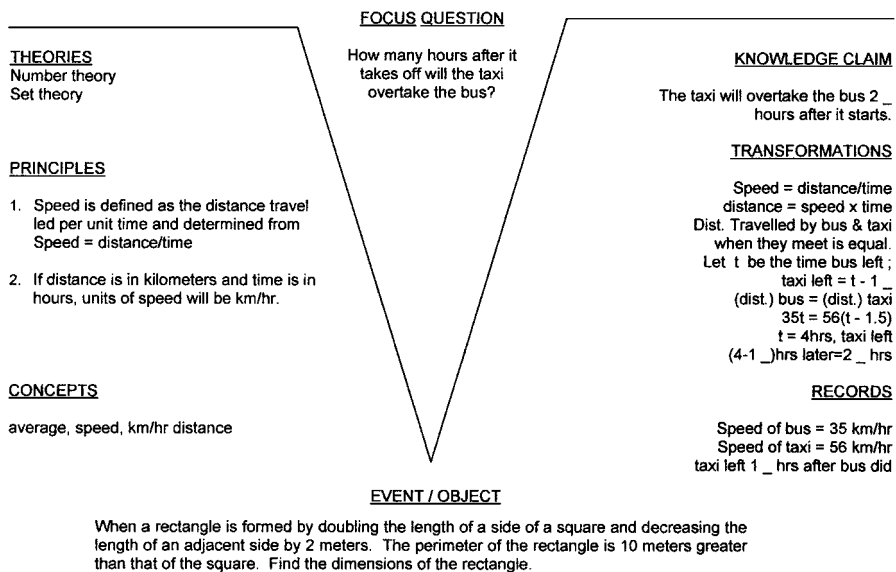 FOCUS QUESTION
How many hours after it
takes off will the taxi
overtake the bus?
THEORIES
Number theory
Set theory
PRINCIPLES
1. Speed is defined as the distance travel
led per unit time and determined from
Speed = distance/time
2. If distance is in kilometers and time is in
hours, units of speed will be km/hr.
CONCEPTS
average, speed, km/hr distance
KNOWLEDGE CLAIM
The taxi will overtake the bus 2 _
hours after it starts.
TRANSFORMATIONS
Speed = distance/time
distance = speed x time
Dist. Travelled by bus & taxi
when they meet is equal.
Let t be the time bus left ;
taxi left = t - 1 _
(dist.) bus = (dist.) taxi
35t = 56(t - 1.5)
t = 4hrs, taxi left
(4-1 _)hrs later=2 _ hrs
RECORDS
Speed of bus = 35 km/hr
Speed of taxi = 56 km/hr
taxi left 1 _ hrs after bus did
EVENT / OBJECT
When a rectangle is formed by doubling the length of a side of a square and decreasing the
length of an adjacent side by 2 meters. The perimeter of the rectangle is 10 meters greater
than that of the square. Find the dimensions of the rectangle.